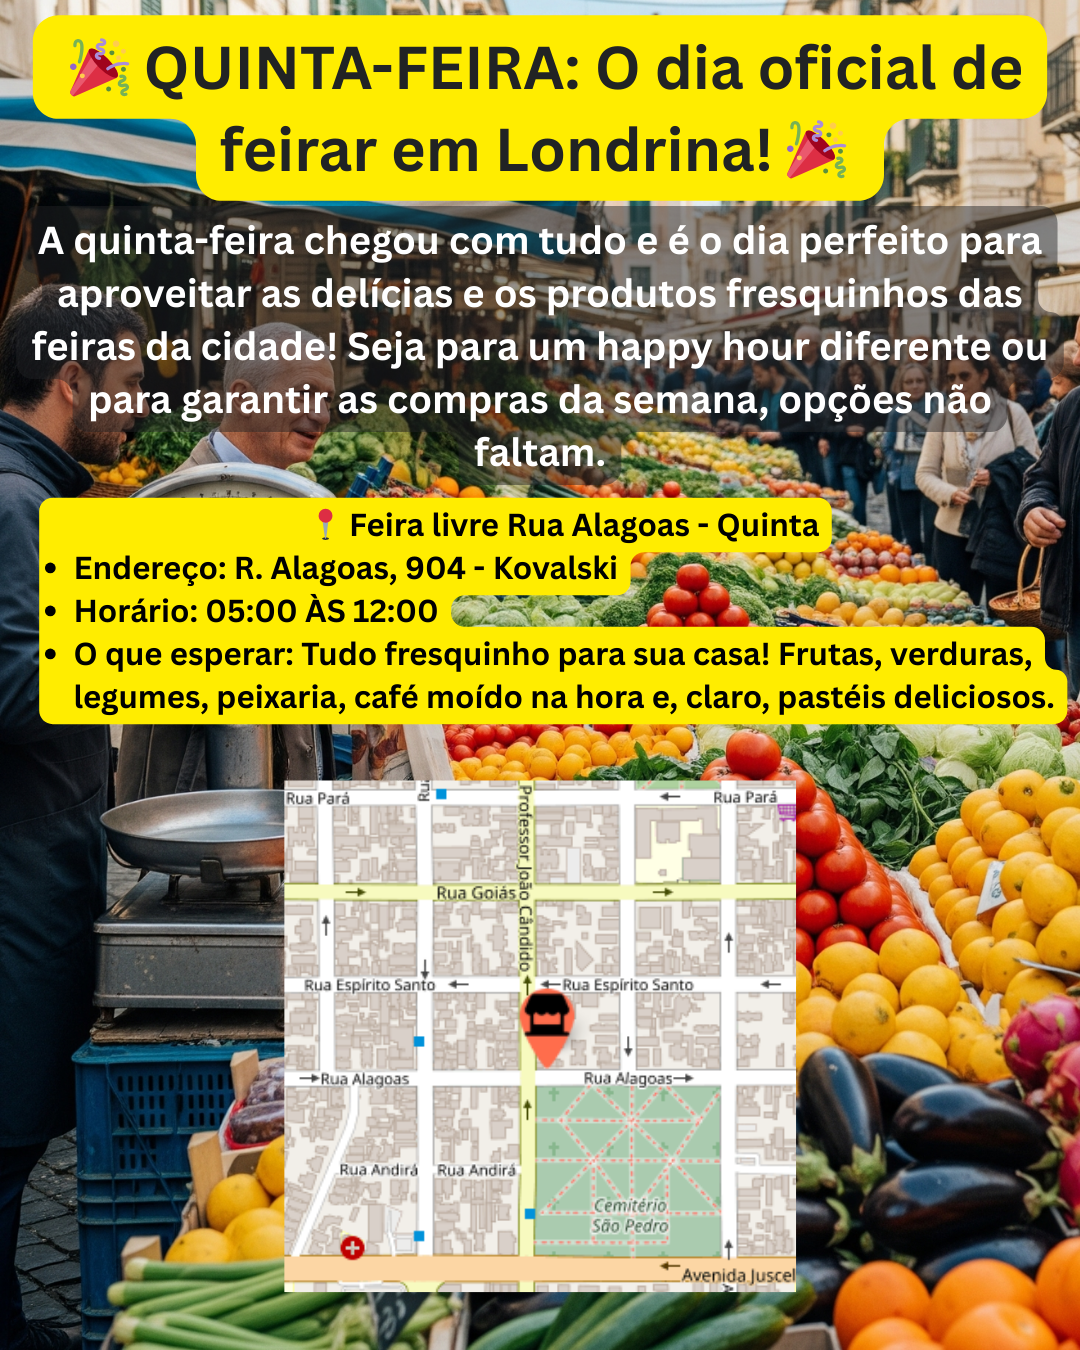 🎉 QUINTA-FEIRA: O dia oficial de
feirar em Londrina! 🎉
A quinta-feira chegou com tudo e é o dia perfeito para
aproveitar as delícias e os produtos fresquinhos das
feiras da cidade! Seja para um happy hour diferente ou
para garantir as compras da semana, opções não
faltam.
📍 Feira livre Rua Alagoas - Quinta
• Endereço: R. Alagoas, 904 - Kovalski
• Horário: 05:00 ÀS 12:00
• O que esperar: Tudo fresquinho para sua casa! Frutas, verduras,
legumes, peixaria, café moído na hora e, claro, pastéis deliciosos.
Rua Pará
Ru
Professor João Cândido
Rua Pará
Rua Goiás
Rua Espírito Santo
Rua Espírito Santo
Rua Alagoas
Rua Alagoas
Rua Andirá
Rua Andirá
Cemitério
São Pedro
Avenida Juscel